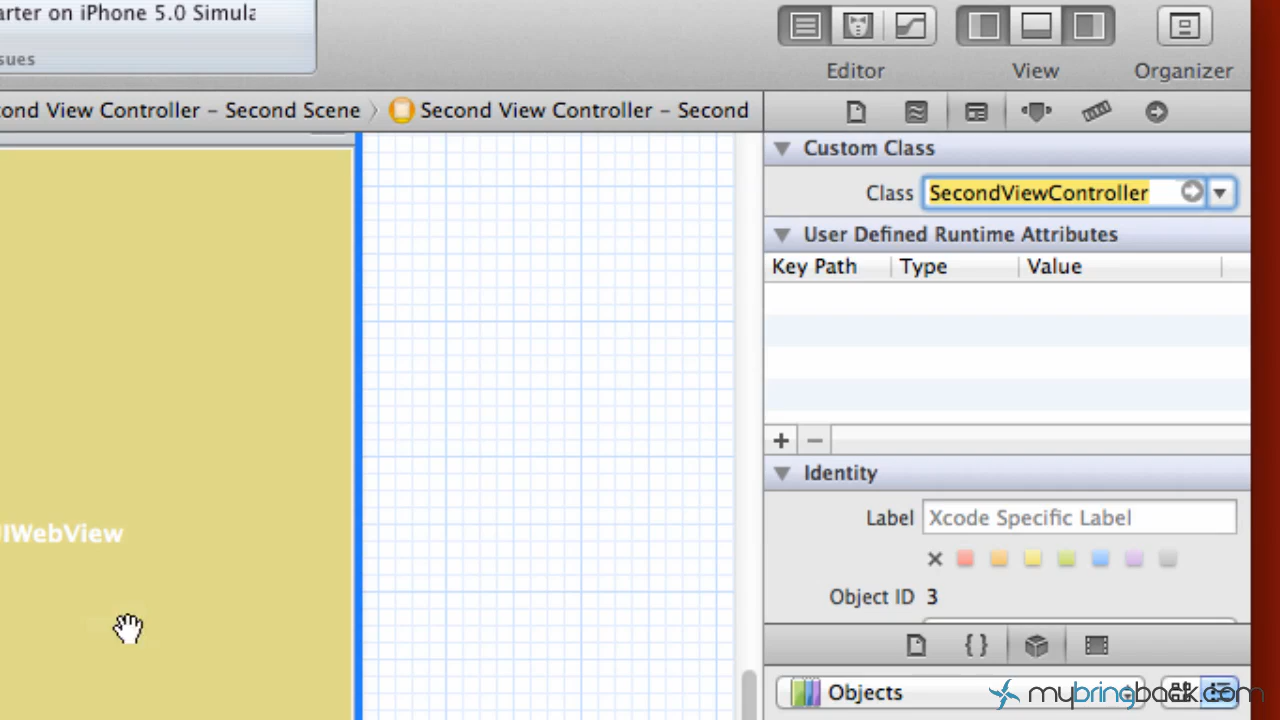 arter on iPhone 5.0 Simula
sues
Editor
View
Organizer
ond View Controller – Second Scene
Second View Controller – Second
Custom Class
Class
SecondViewController
User Defined Runtime Attributes
Key Path
Type
Value
Identity
Label
Xcode Specific Label
Object ID
3
UIWebView
Objects
mybringback.com